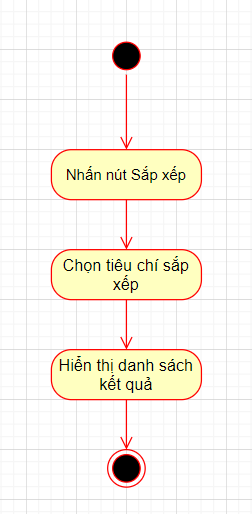 Nhấn nút Sắp xếp
Chọn tiêu chí sắp
xếp
Hiển thị danh sách
kết quả